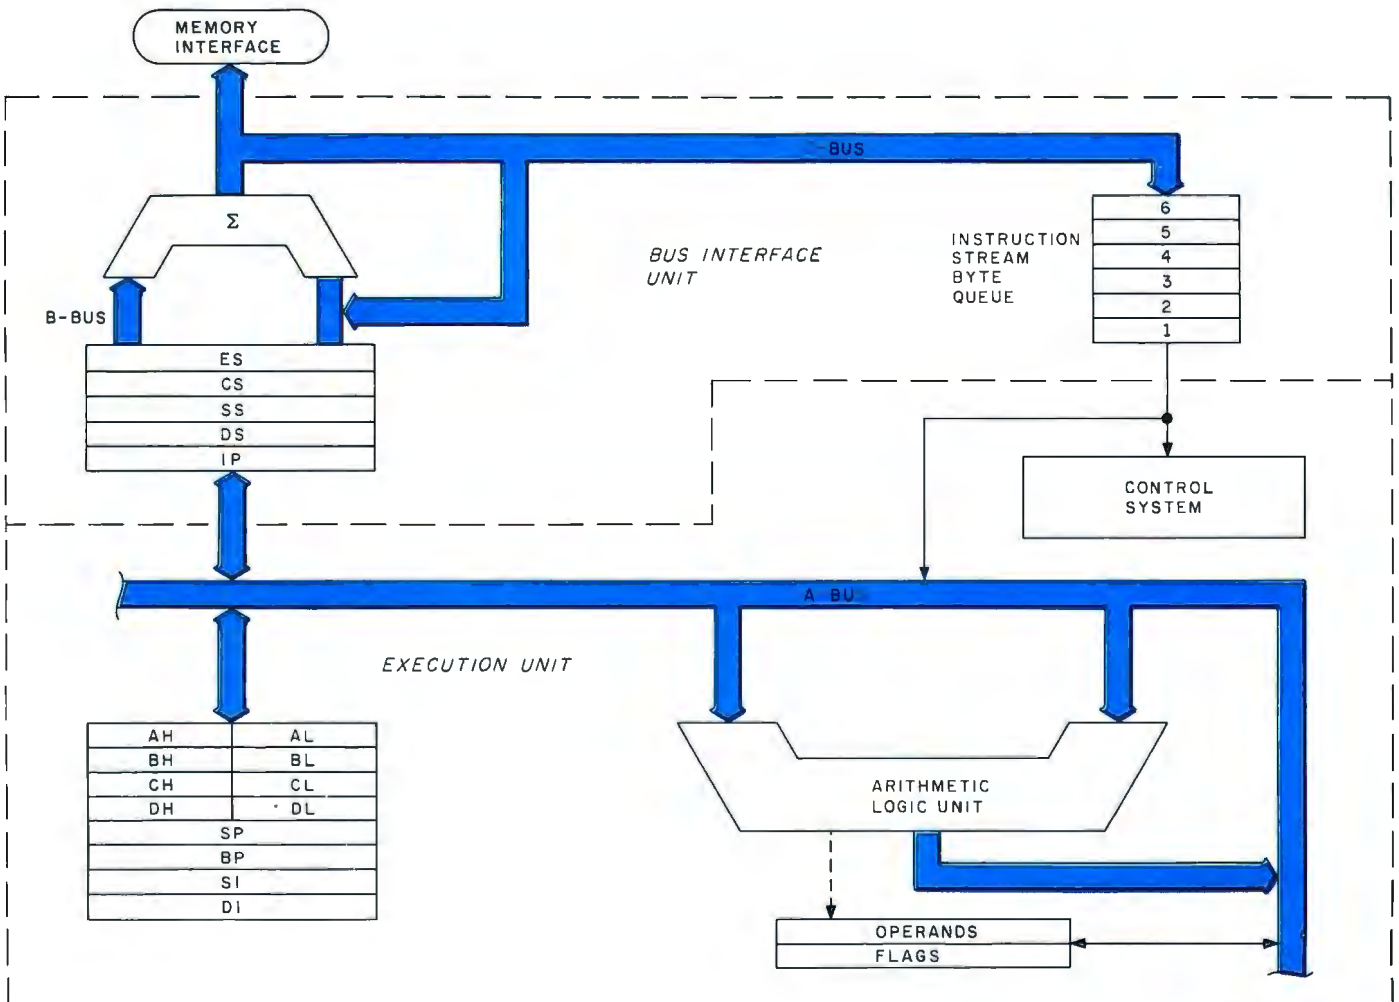 MEMORY
INTERFACE
-BUS
Σ
6
5
4
3
2
1
INSTRUCTION
STREAM
BYTE
QUEUE
BUS INTERFACE
UNIT
B-BUS
ES
CS
SS
DS
IP
CONTROL
SYSTEM
A BUS
EXECUTION UNIT
AH AL
BH BL
CH CL
DH DL
SP
BP
SI
DI
ARITHMETIC
LOGIC UNIT
OPERANDS
FLAGS